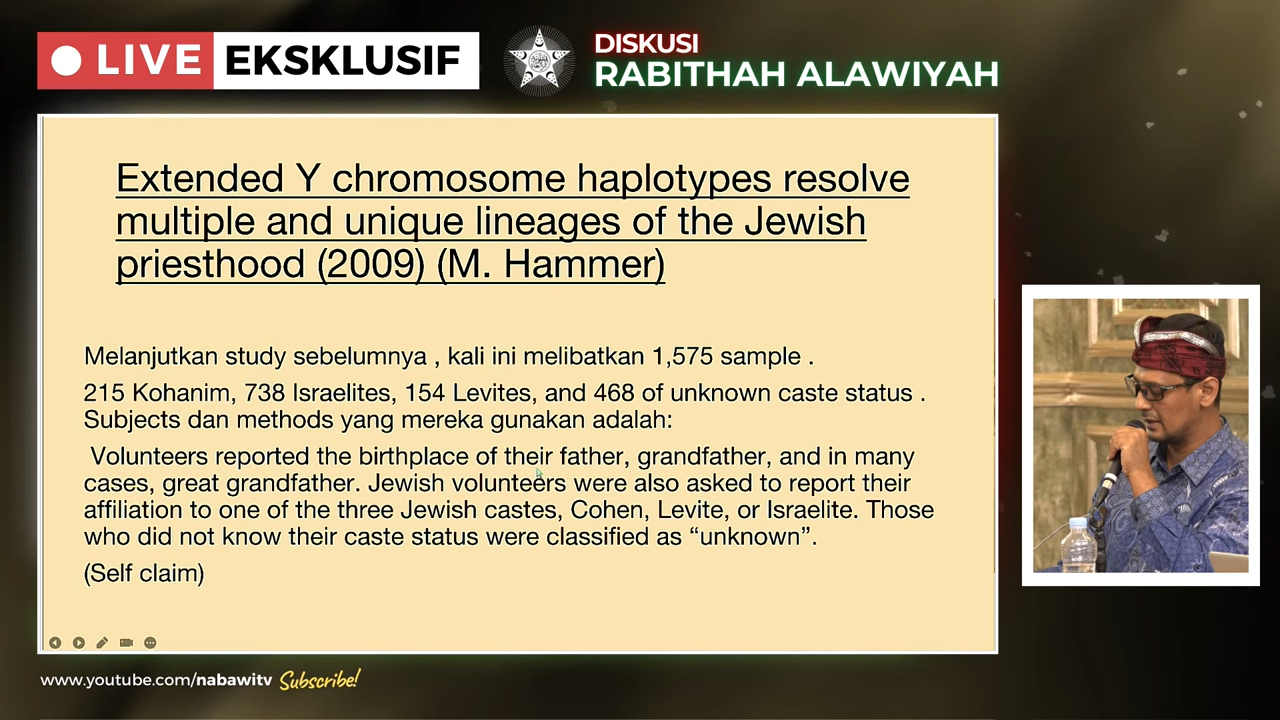 LIVE EKSKLUSIF
DISKUSI
RABITHAH ALAWIYAH
Extended Y chromosome haplotypes resolve
multiple and unique lineages of the Jewish
priesthood (2009) (M. Hammer)
Melanjutkan study sebelumnya , kali ini melibatkan 1,575 sample .
215 Kohanim, 738 Israelites, 154 Levites, and 468 of unknown caste status .
Subjects dan methods yang mereka gunakan adalah:
Volunteers reported the birthplace of their father, grandfather, and in many
cases, great grandfather. Jewish volunteers were also asked to report their
affiliation to one of the three Jewish castes, Cohen, Levite, or Israelite. Those
who did not know their caste status were classified as “unknown”.
(Self claim)
www.youtube.com/nabawitv Subscribe!